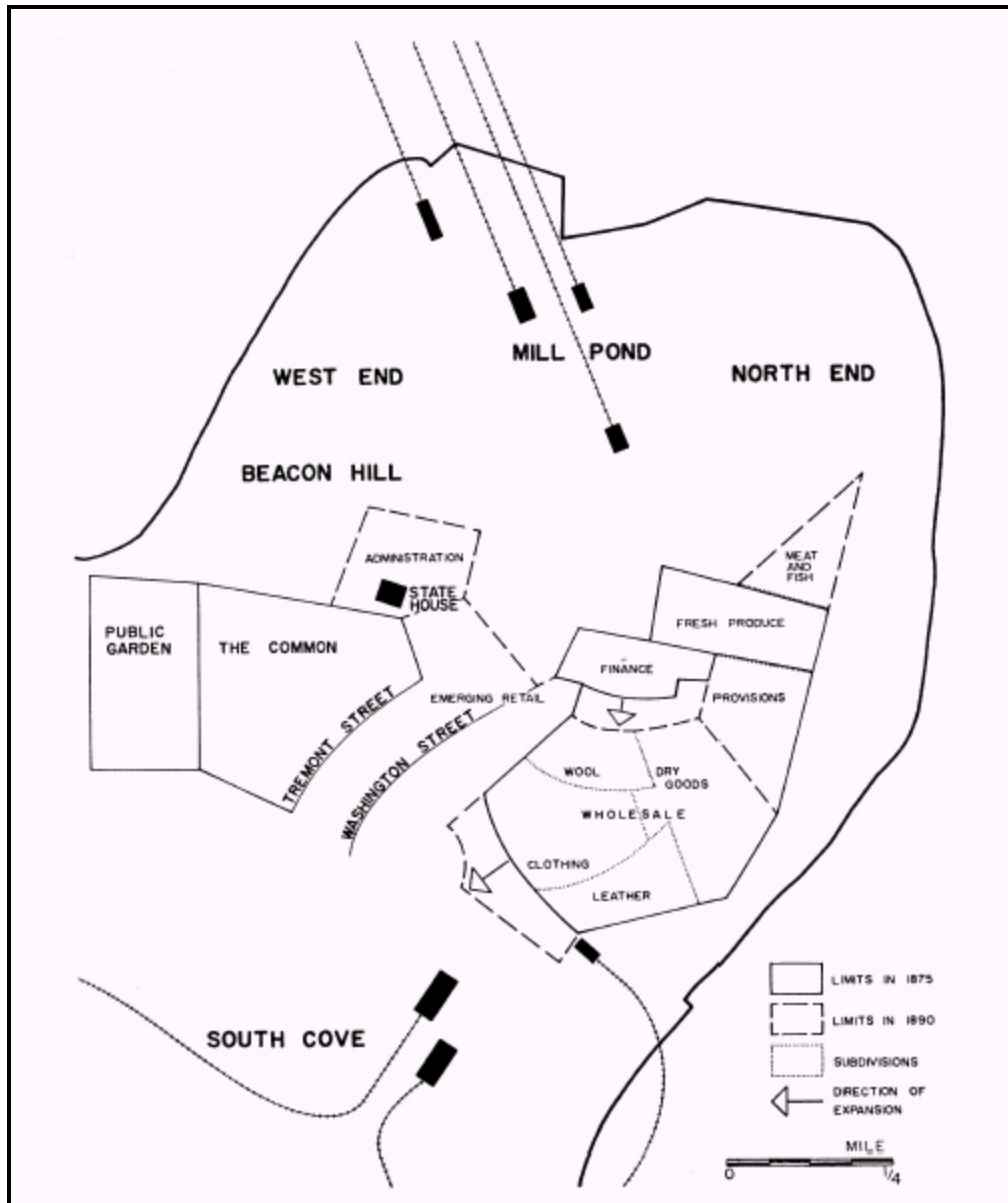 MILL POND
WEST END
NORTH END
BEACON HILL
ADMINISTRATION
STATE
HOUSE
MEAT
AND
FISH
PUBLIC
GARDEN
THE COMMON
FRESH PRODUCE
FINANCE
EMERGING RETAIL
PROVISIONS
TREMONT STREET
WASHINGTON STREET
WOOL
DRY
GOODS
WHOLESALE
CLOTHING
LEATHER
SOUTH COVE
LIMITS IN 1875
LIMITS IN 1890
SUBDIVISIONS
DIRECTION OF
EXPANSION
MILE
0 1/4